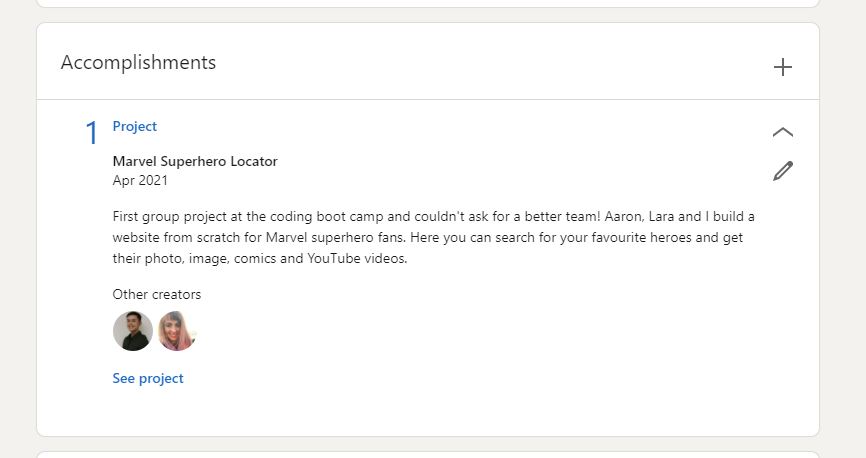 Accomplishments
1 Project
Marvel Superhero Locator
Apr 2021
First group project at the coding boot camp and couldn't ask for a better team! Aaron, Lara and I build a
website from scratch for Marvel superhero fans. Here you can search for your favourite heroes and get
their photo, image, comics and YouTube videos.
Other creators
See project